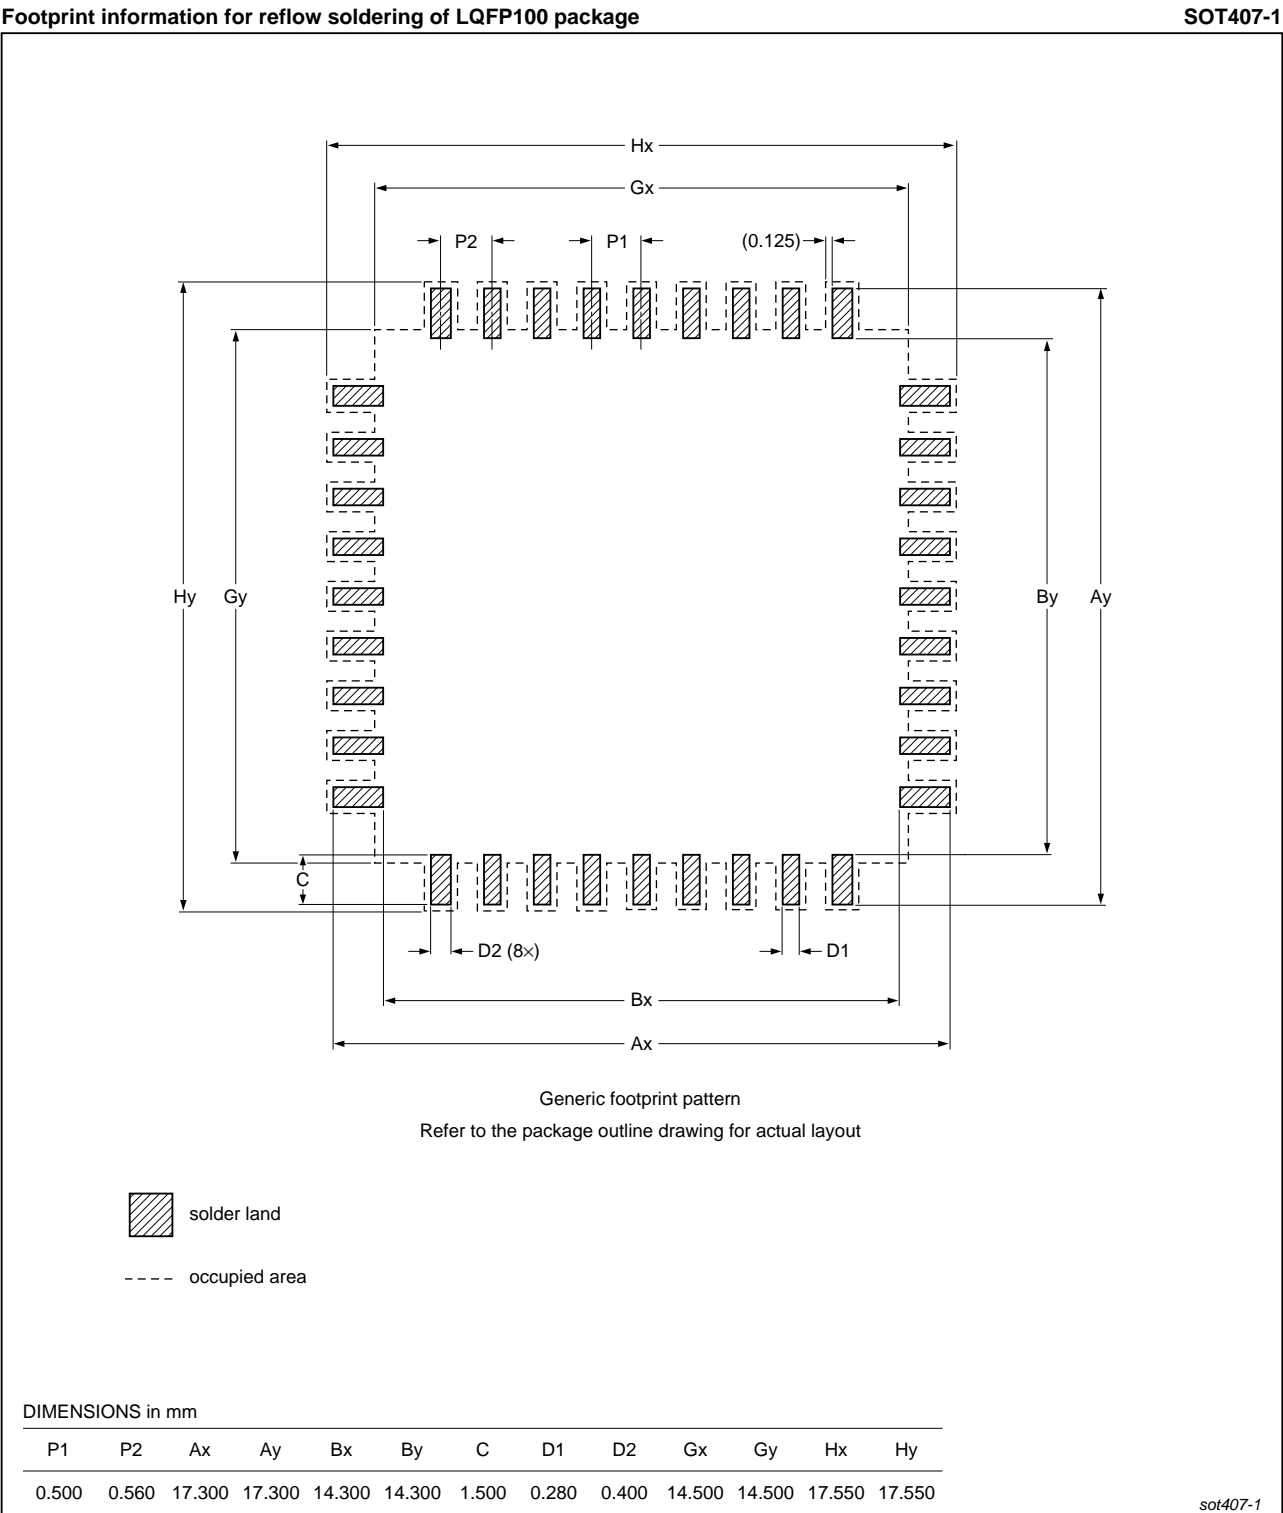 Footprint information for reflow soldering of LQFP100 package SOT407-1
Hx
Gx
P2 P1 (0.125)
Hy Gy By Ay
C
D2 (8×) D1
Bx
Ax
Generic footprint pattern
Refer to the package outline drawing for actual layout
solder land
occupied area
DIMENSIONS in mm
P1 P2 Ax Ay Bx By C D1 D2 Gx Gy Hx Hy
0.500 0.560 17.300 17.300 14.300 14.300 1.500 0.280 0.400 14.500 14.500 17.550 17.550
sot407-1